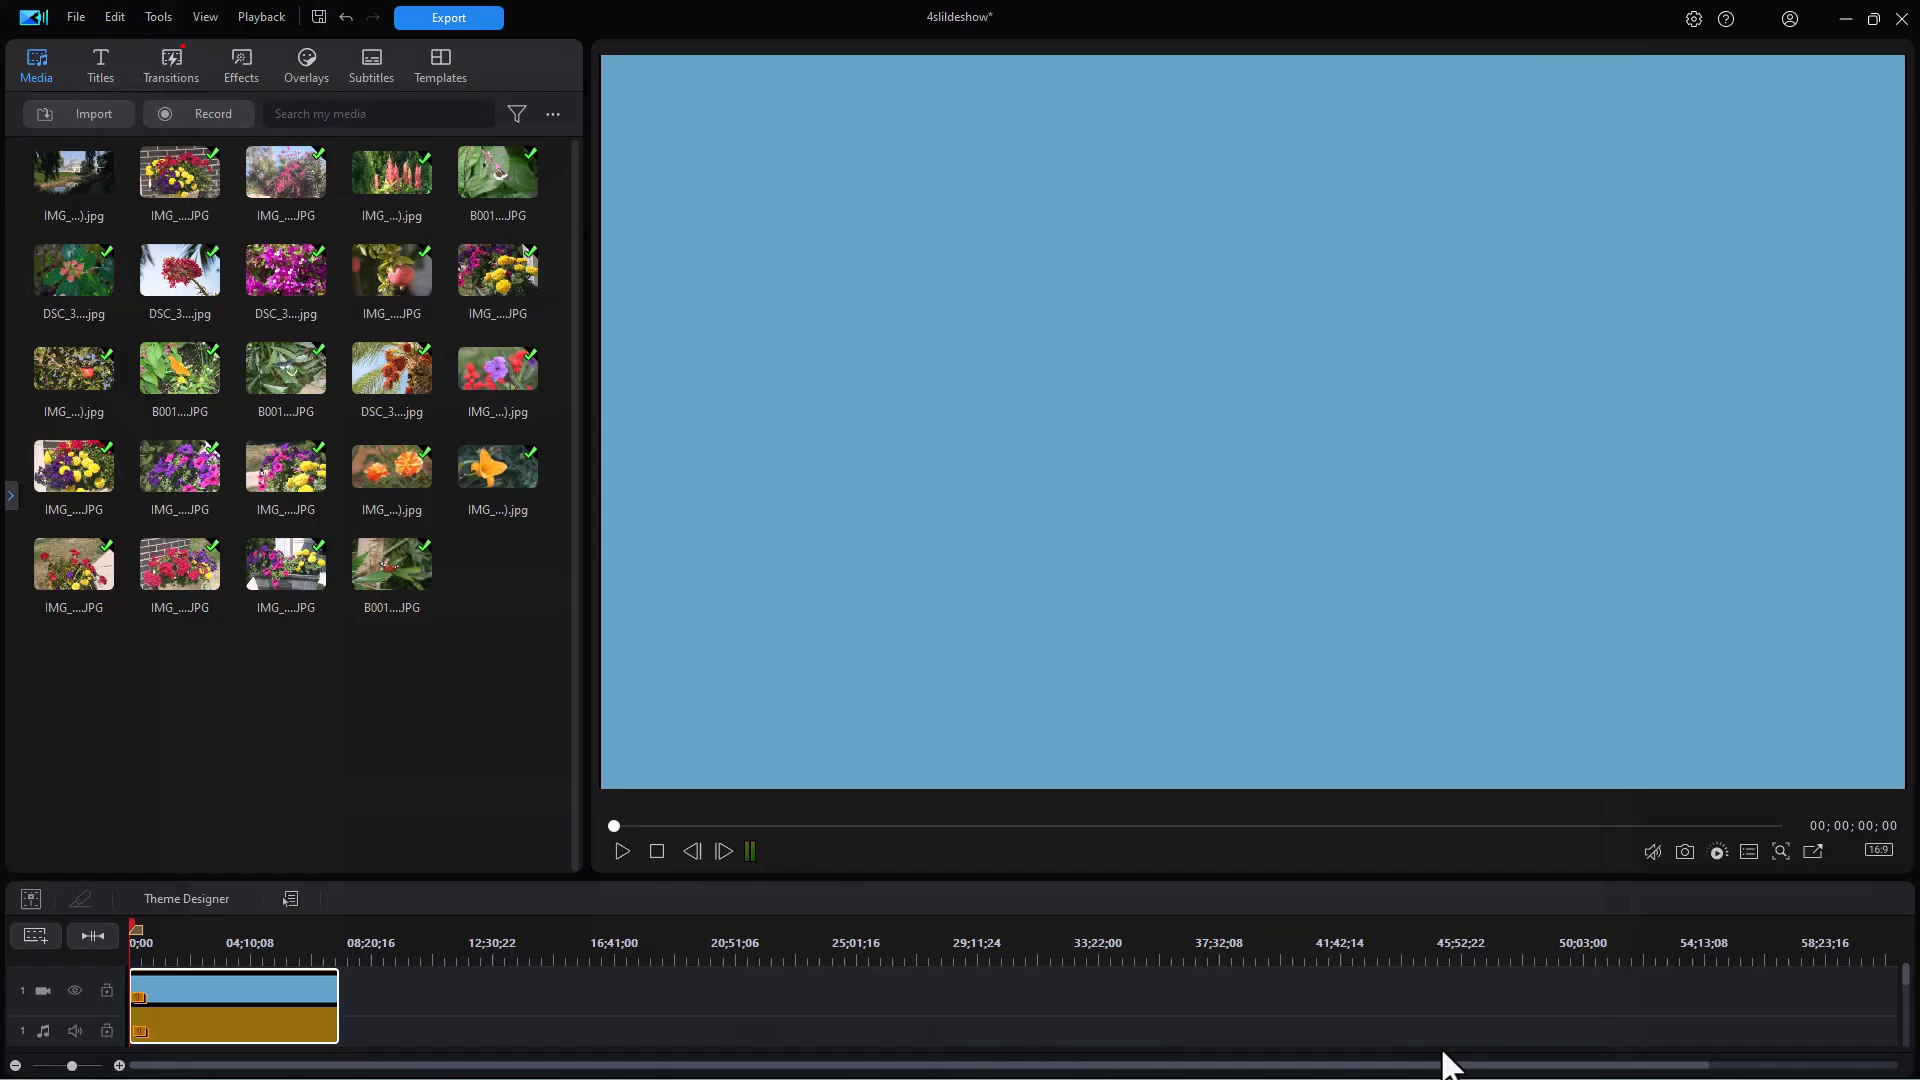 File Edit Tools View Playback Export 4slildeshow*
Media Titles Transitions Effects Overlays Subtitles Templates
Import Record Search my media
IMG_...).jpg IMG_....JPG IMG_....JPG IMG_...).jpg B001....JPG
DSC_3....jpg DSC_3....jpg DSC_3....jpg IMG_....JPG IMG_....JPG
IMG_...).jpg B001....JPG B001....JPG DSC_3....jpg IMG_...).jpg
IMG_....JPG IMG_....JPG IMG_....JPG IMG_...).jpg IMG_...).jpg
IMG_....JPG IMG_....JPG IMG_....JPG B001....JPG
00;00;00;00
16:9
Theme Designer
0;00 04;10;08 08;20;16 12;30;22 16;41;00 20;51;06 25;01;16 29;11;24 33;22;00 37;32;08 41;42;14 45;52;22 50;03;00 54;13;08 58;23;16
1
1